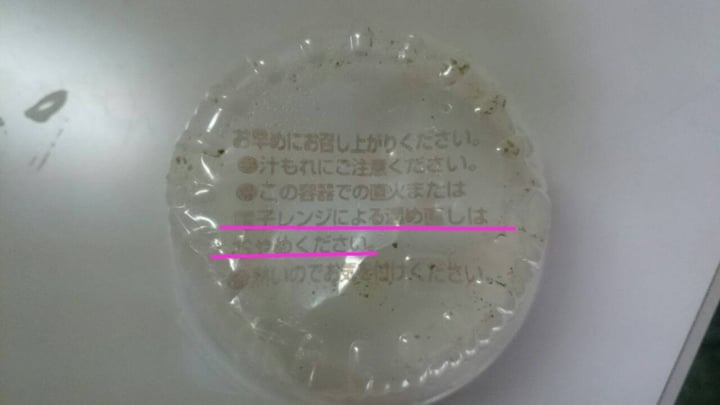 お早めにお召し上がりください。
●汁もれにご注意ください。
●この容器での直火または
電子レンジによる温め直しは
おやめください。
●熱いのでお気を付けください。